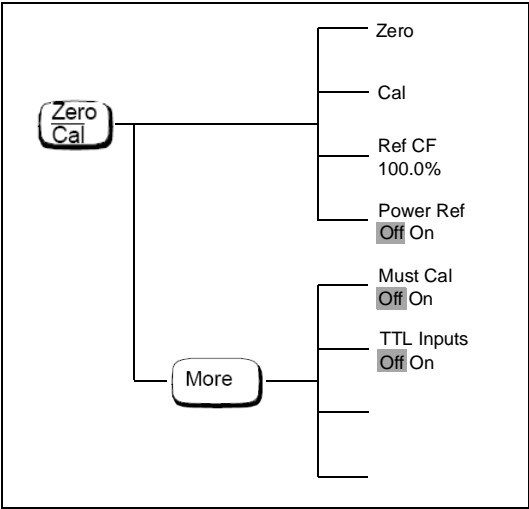 Zero
Cal
Zero
Cal
Ref CF
100.0%
Power Ref
Off On
Must Cal
Off On
TTL Inputs
Off On
More